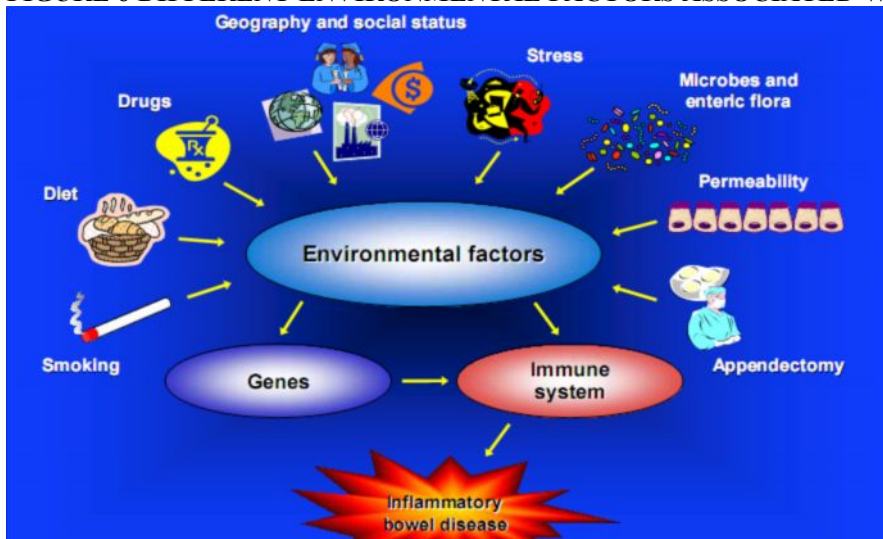 Geography and social status
Stress
Microbes and
enteric flora
Drugs
Rx
$
Permeability
Diet
Environmental factors
Smoking
Genes
Immune
system
Appendectomy
Inflammatory
bowel disease